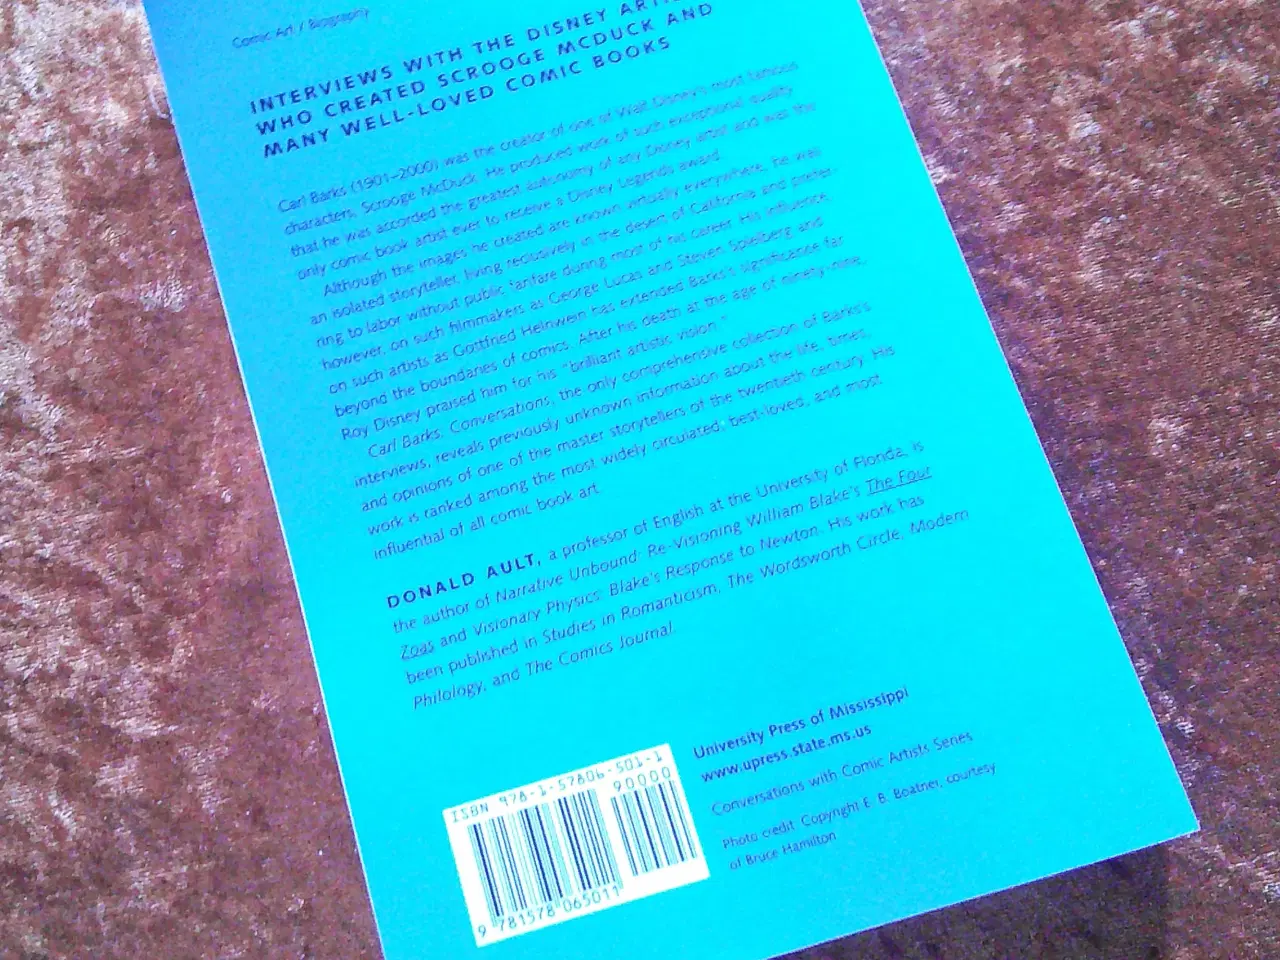 Comic Art / Biography
INTERVIEWS WITH THE DISNEY
WHO CREATED SCROOGE MCDUCK AND
MANY WELL-LOVED COMIC BOOKS
Carl Barks (1901–2000) was the creator of one of Walt Disney's most famous
characters, Scrooge McDuck. He produced work of such exceptional quality
that he was accorded the greatest autonomy of any Disney artist and was the
only comic book artist ever to receive a Disney Legends award.
Although the images he created are known virtually everywhere, he was
an isolated storyteller, living reclusively in the desert of California and prefer-
ring to labor without public fanfare during most of his career. His influence,
however, on such filmmakers as George Lucas and Steven Spielberg and
on such artists as Gottfried Helnwein has extended Barks's significance far
beyond the boundaries of comics. After his death at the age of ninety-nine,
Roy Disney praised him for his "brilliant artistic vision."
Carl Barks: Conversations, the only comprehensive collection of Barks's
interviews, reveals previously unknown information about the life, times,
and opinions of one of the master storytellers of the twentieth century. His
work is ranked among the most widely circulated, best-loved, and most
influential of all comic book art.
DONALD AULT, a professor of English at the University of Florida, is
the author of Narrative Unbound: Re-Visioning William Blake's The Four
Zoas and Visionary Physics: Blake's Response to Newton. His work has
been published in Studies in Romanticism, The Wordsworth Circle, Modern
Philology, and The Comics Journal.
University Press of Mississippi
www.upress.state.ms.us
Conversations with Comic Artists Series
Photo credit: Copyright E. B. Boatner, courtesy
of Bruce Hamilton
ISBN 978-1-57806-501-1
90000
9 781578 065011